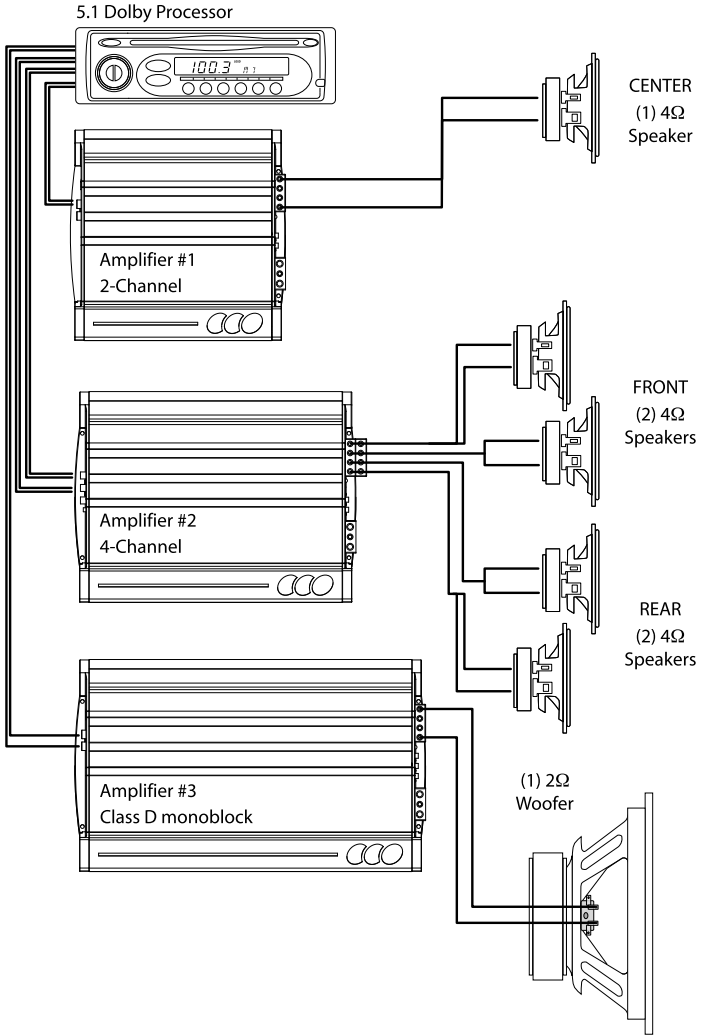 5.1 Dolby Processor
100.3
CENTER
(1) 4Ω
Speaker
Amplifier #1
2-Channel
FRONT
(2) 4Ω
Speakers
Amplifier #2
4-Channel
REAR
(2) 4Ω
Speakers
Amplifier #3
Class D monoblock
(1) 2Ω
Woofer